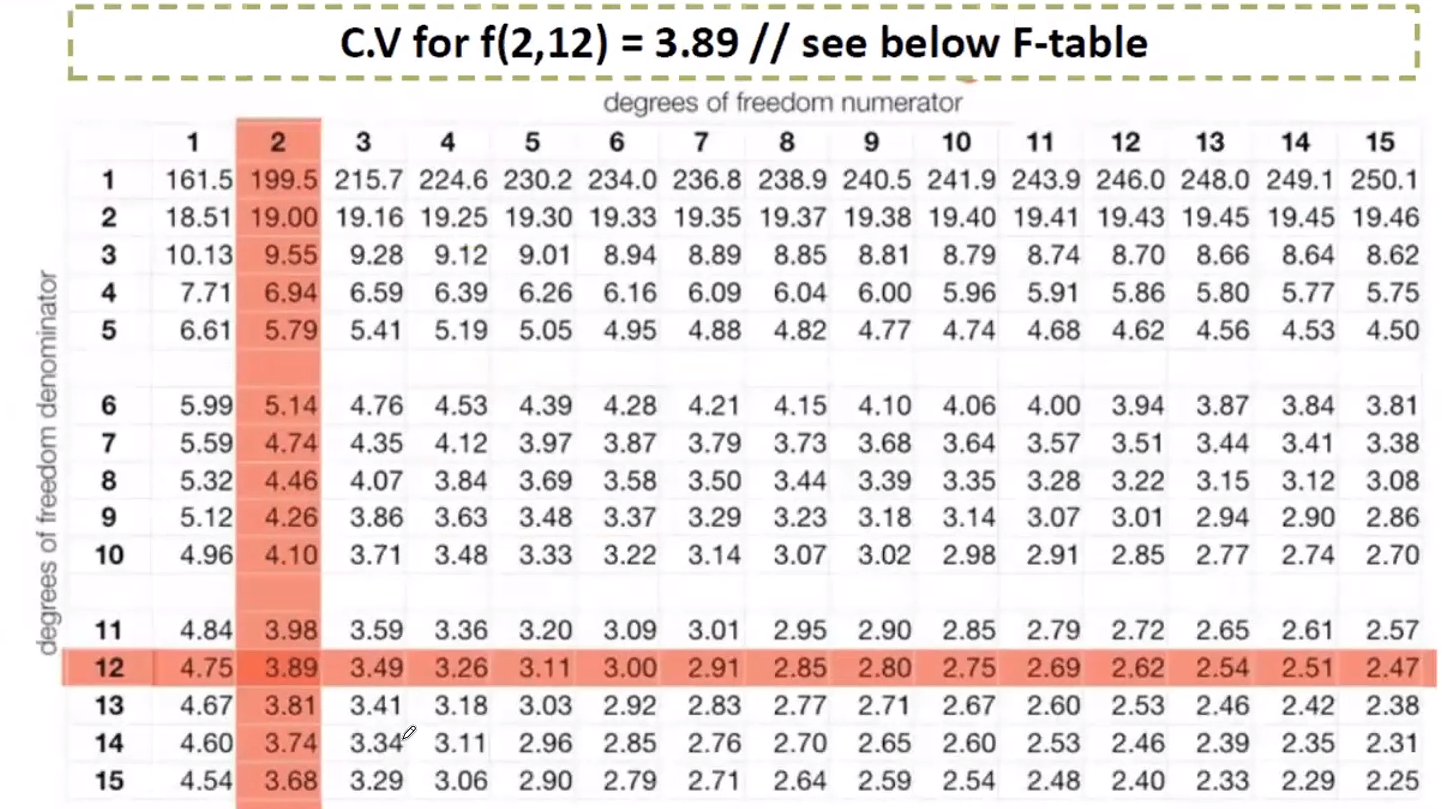 C.V for f(2,12) = 3.89 // see below F-table
degrees of freedom numerator
degrees of freedom denominator
1 2 3 4 5 6 7 8 9 10 11 12 13 14 15
1 161.5 199.5 215.7 224.6 230.2 234.0 236.8 238.9 240.5 241.9 243.9 246.0 248.0 249.1 250.1
2 18.51 19.00 19.16 19.25 19.30 19.33 19.35 19.37 19.38 19.40 19.41 19.43 19.45 19.45 19.46
3 10.13 9.55 9.28 9.12 9.01 8.94 8.89 8.85 8.81 8.79 8.74 8.70 8.66 8.64 8.62
4 7.71 6.94 6.59 6.39 6.26 6.16 6.09 6.04 6.00 5.96 5.91 5.86 5.80 5.77 5.75
5 6.61 5.79 5.41 5.19 5.05 4.95 4.88 4.82 4.77 4.74 4.68 4.62 4.56 4.53 4.50
6 5.99 5.14 4.76 4.53 4.39 4.28 4.21 4.15 4.10 4.06 4.00 3.94 3.87 3.84 3.81
7 5.59 4.74 4.35 4.12 3.97 3.87 3.79 3.73 3.68 3.64 3.57 3.51 3.44 3.41 3.38
8 5.32 4.46 4.07 3.84 3.69 3.58 3.50 3.44 3.39 3.35 3.28 3.22 3.15 3.12 3.08
9 5.12 4.26 3.86 3.63 3.48 3.37 3.29 3.23 3.18 3.14 3.07 3.01 2.94 2.90 2.86
10 4.96 4.10 3.71 3.48 3.33 3.22 3.14 3.07 3.02 2.98 2.91 2.85 2.77 2.74 2.70
11 4.84 3.98 3.59 3.36 3.20 3.09 3.01 2.95 2.90 2.85 2.79 2.72 2.65 2.61 2.57
12 4.75 3.89 3.49 3.26 3.11 3.00 2.91 2.85 2.80 2.75 2.69 2.62 2.54 2.51 2.47
13 4.67 3.81 3.41 3.18 3.03 2.92 2.83 2.77 2.71 2.67 2.60 2.53 2.46 2.42 2.38
14 4.60 3.74 3.34 3.11 2.96 2.85 2.76 2.70 2.65 2.60 2.53 2.46 2.39 2.35 2.31
15 4.54 3.68 3.29 3.06 2.90 2.79 2.71 2.64 2.59 2.54 2.48 2.40 2.33 2.29 2.25